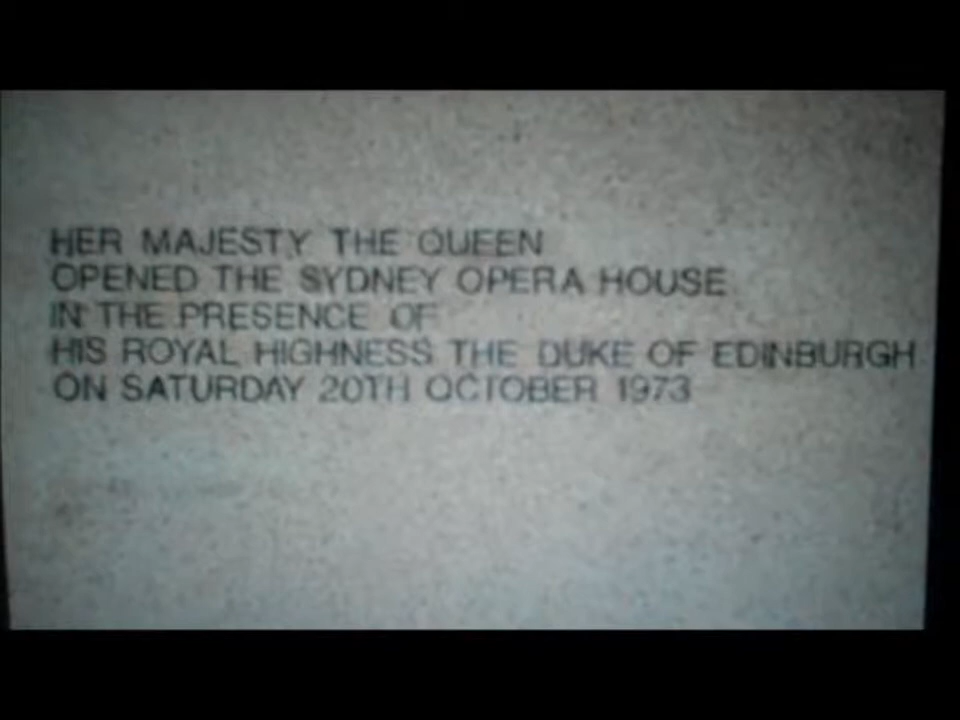 HER MAJESTY THE QUEEN
OPENED THE SYDNEY OPERA HOUSE
IN THE PRESENCE OF
HIS ROYAL HIGHNESS THE DUKE OF EDINBURGH
ON SATURDAY 20TH OCTOBER 1973